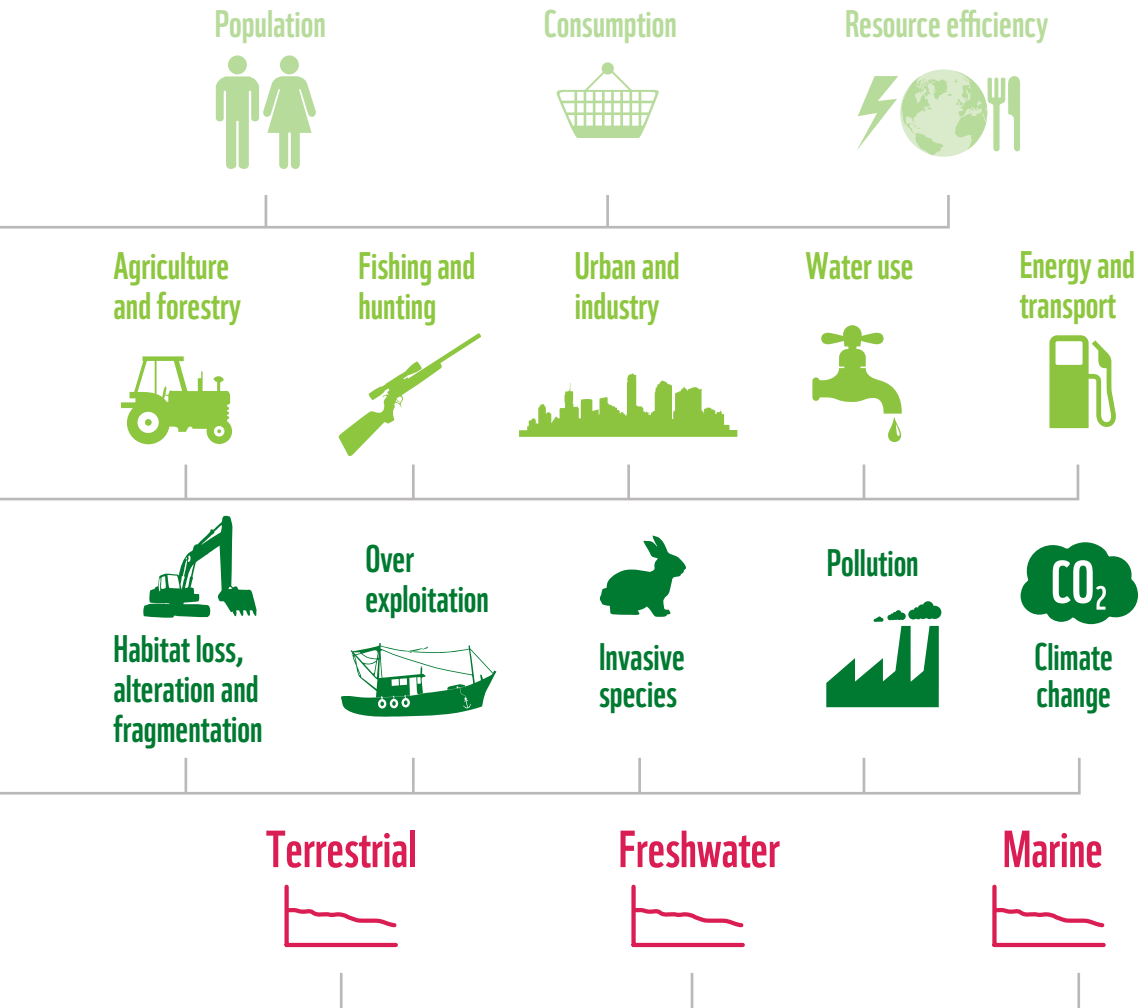 Population
Consumption
Resource efficiency
Agriculture
and forestry
Fishing and
hunting
Urban and
industry
Water use
Energy and
transport
Habitat loss,
alteration and
fragmentation
Over
exploitation
Invasive
species
Pollution
CO₂
Climate
change
Terrestrial
Freshwater
Marine